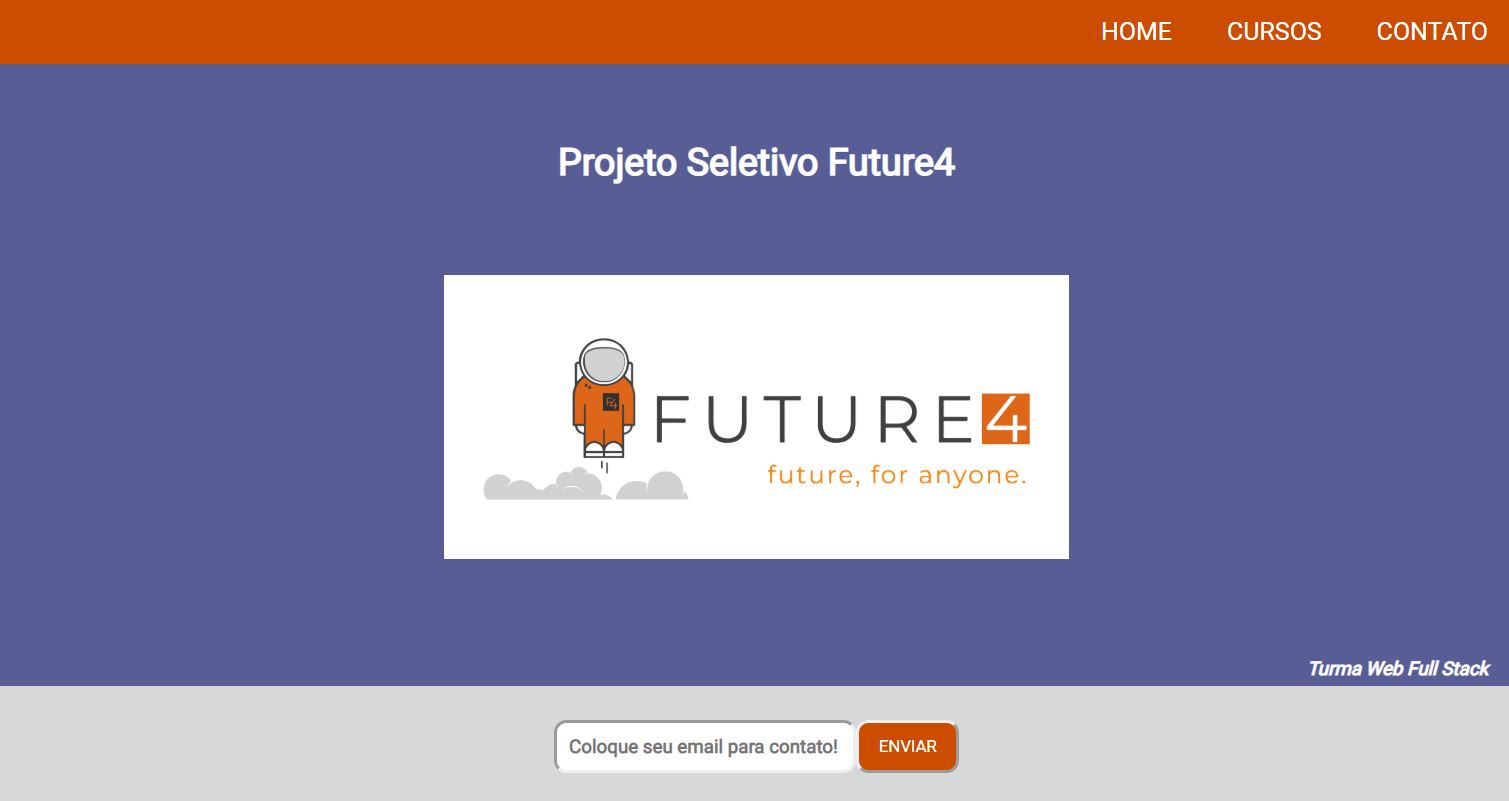 HOME CURSOS CONTATO
Projeto Seletivo Future4
F4
FUTURE4
future, for anyone.
Turma Web Full Stack
Coloque seu email para contato! ENVIAR